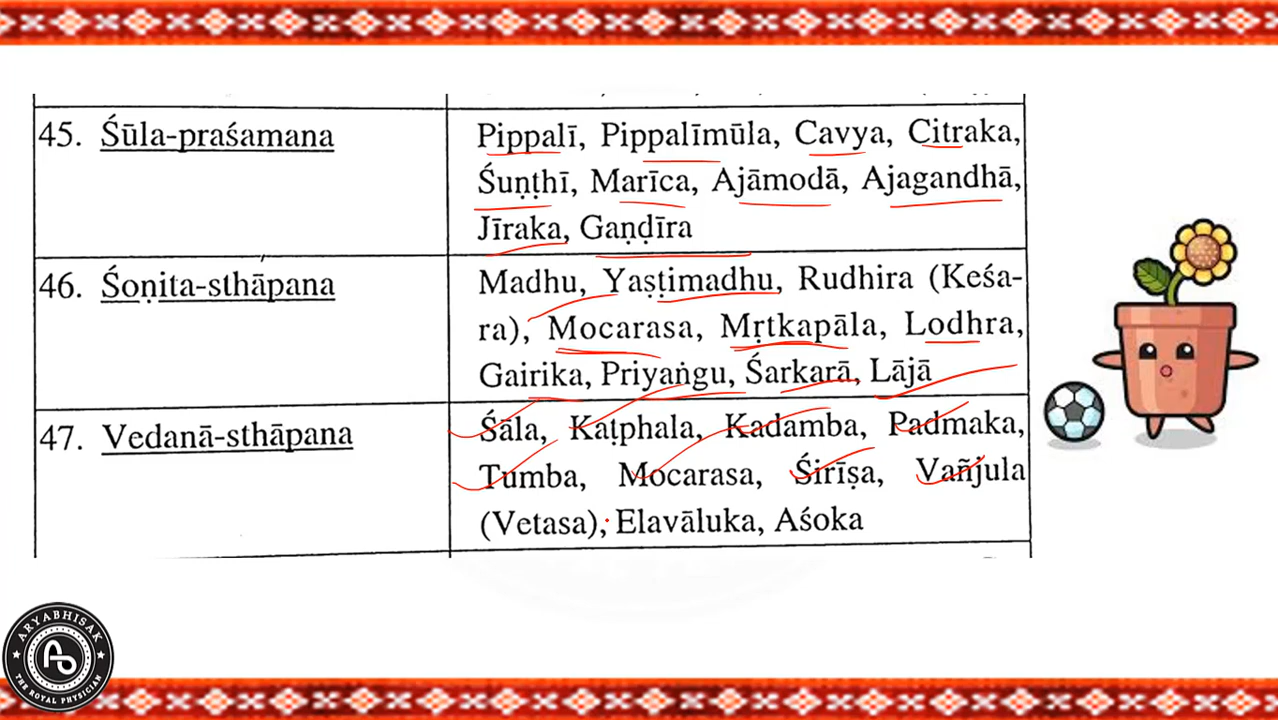 45. Śūla-praśamana
Pippalī, Pippalīmūla, Cavya, Citraka,
Śuṇṭhī, Marīca, Ajāmodā, Ajagandhā,
Jīraka, Gaṇḍīra
46. Śoṇita-sthāpana
Madhu, Yaṣṭimadhu, Rudhira (Keśa-
ra), Mocarasa, Mṛtkapāla, Lodhra,
Gairika, Priyaṅgu, Śarkarā, Lājā
47. Vedanā-sthāpana
Śāla, Kaṭphala, Kadamba, Padmaka,
Tumba, Mocarasa, Śirīṣa, Vañjula
(Vetasa), Elavāluka, Aśoka
ARYABHISAK
THE ROYAL PHYSICIAN